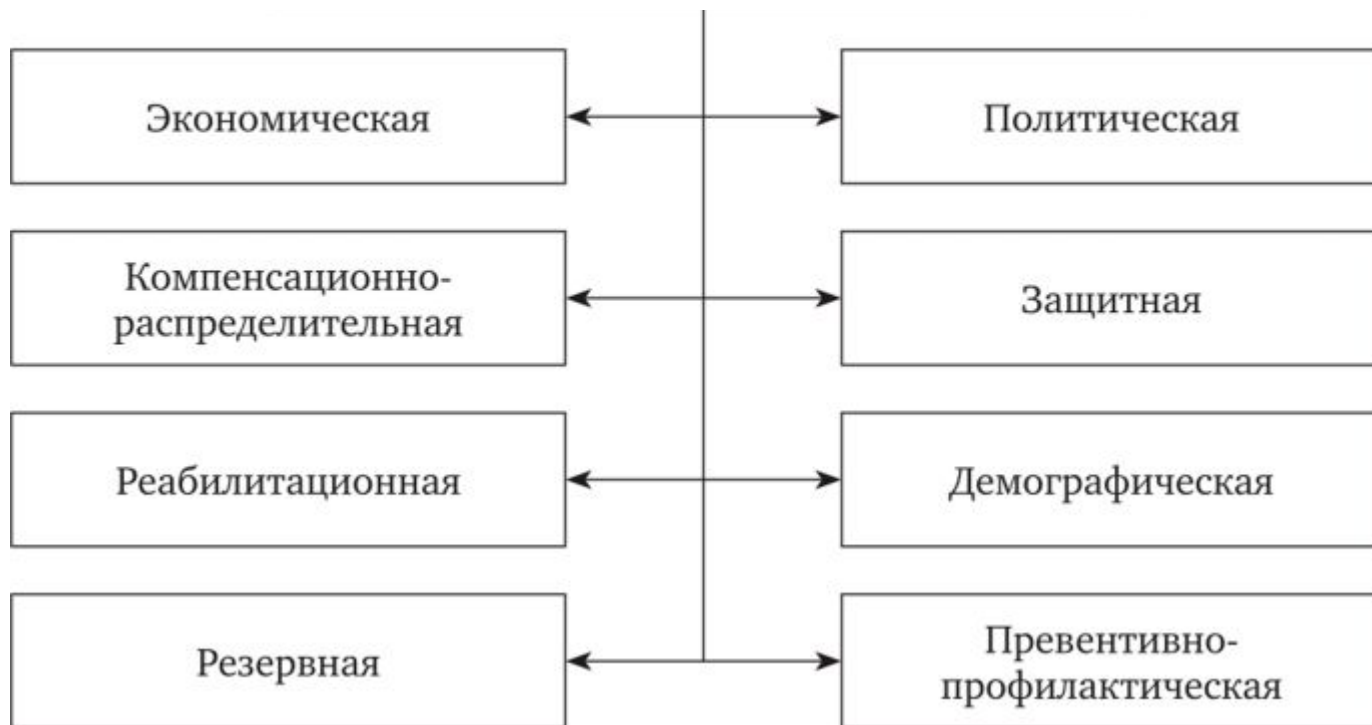 Экономическая
Политическая
Компенсационно-
распределительная
Защитная
Реабилитационная
Демографическая
Резервная
Превентивно-
профилактическая